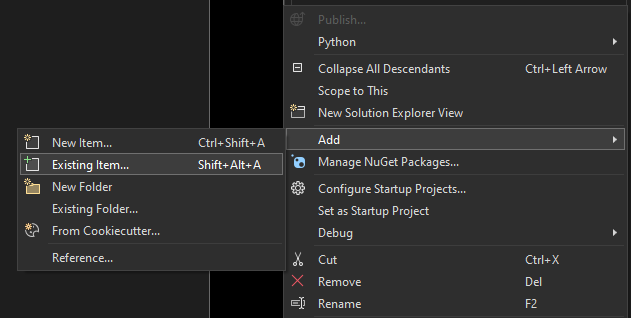 Publish...
Python
Collapse All Descendants Ctrl+Left Arrow
Scope to This
New Solution Explorer View
Add
Manage NuGet Packages...
Configure Startup Projects...
Set as Startup Project
Debug
Cut Ctrl+X
Remove Del
Rename F2
New Item... Ctrl+Shift+A
Existing Item... Shift+Alt+A
New Folder
Existing Folder...
From Cookiecutter...
Reference...